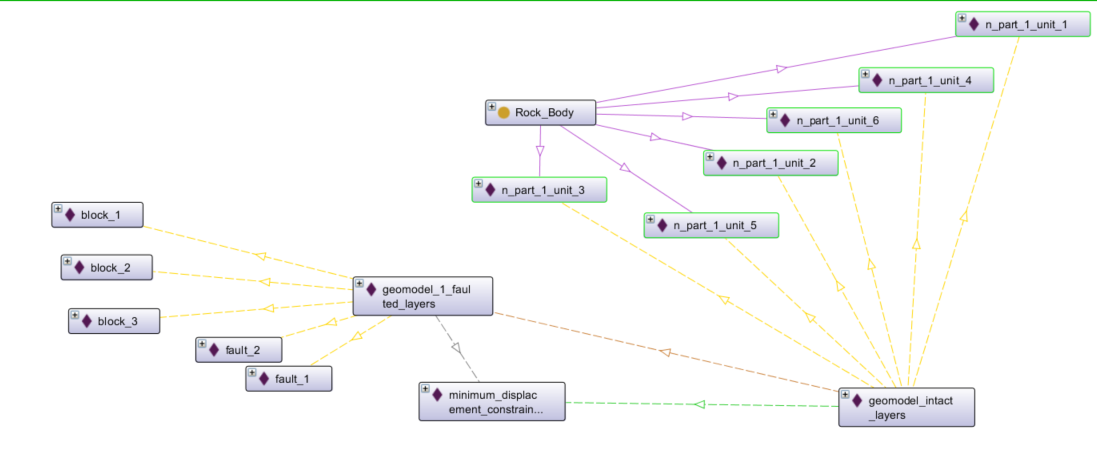 n_part_1_unit_1
n_part_1_unit_4
Rock_Body
n_part_1_unit_6
n_part_1_unit_2
n_part_1_unit_3
n_part_1_unit_5
block_1
block_2
geomodel_1_faul
ted_layers
block_3
fault_2
fault_1
minimum_displac
ement_constrain...
geomodel_intact
_layers